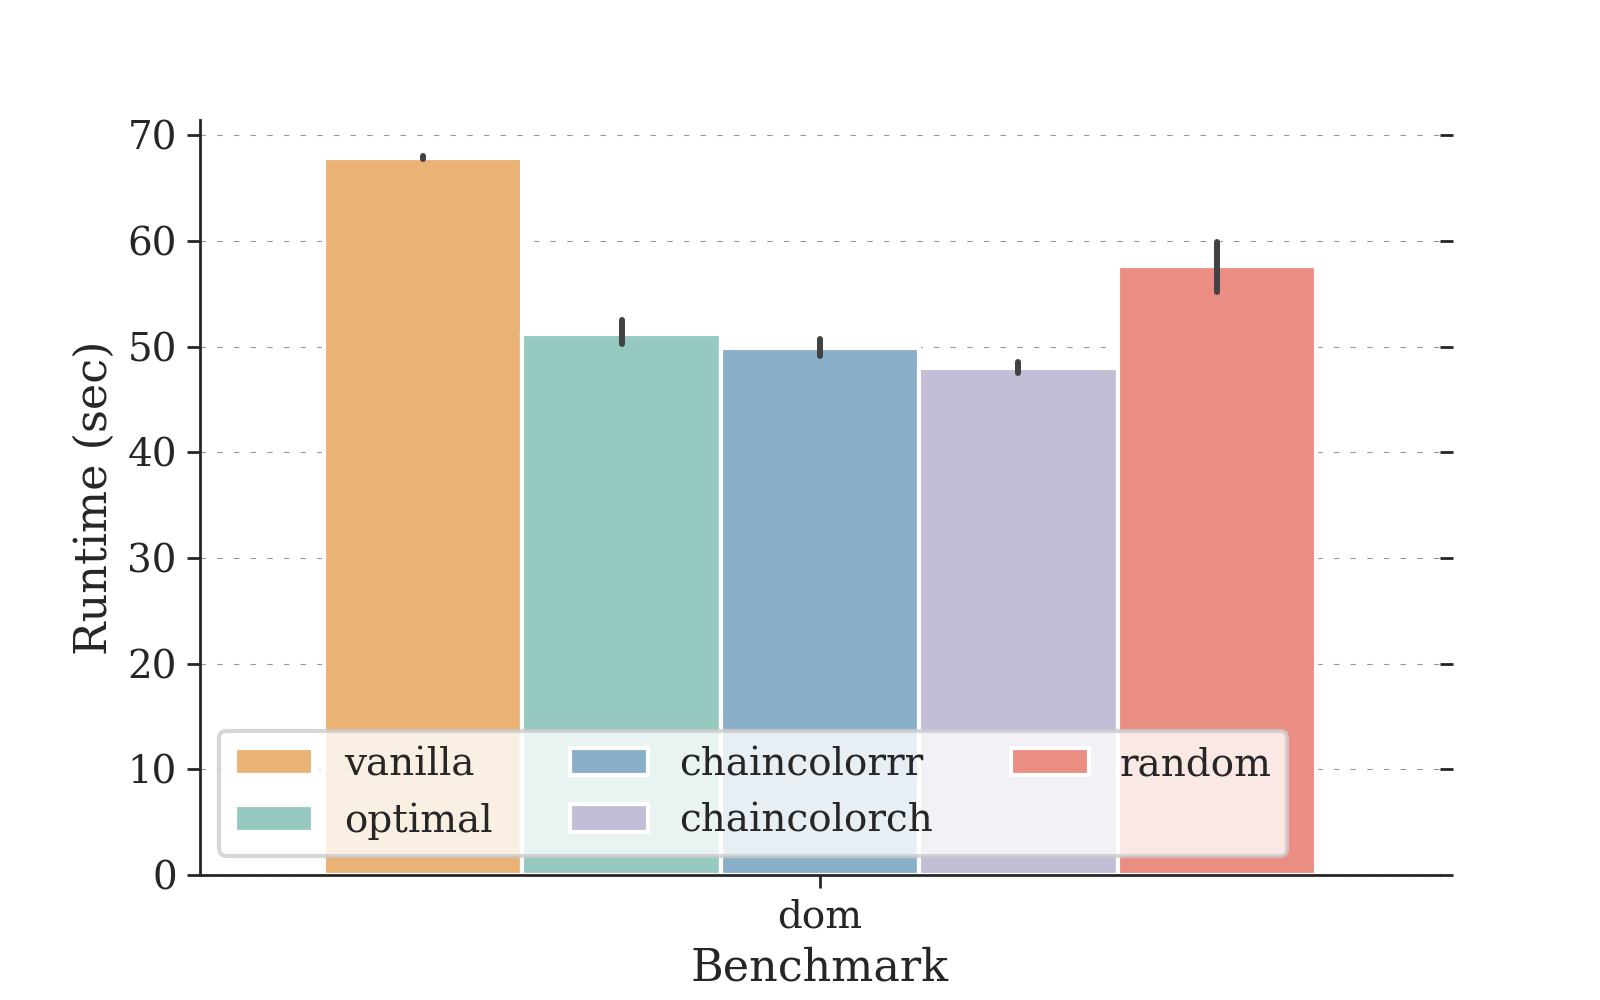 70
60
50
40
30
20
10
0
Runtime (sec)
vanilla
optimal
chaincolorrr
chaincolorch
random
dom
Benchmark